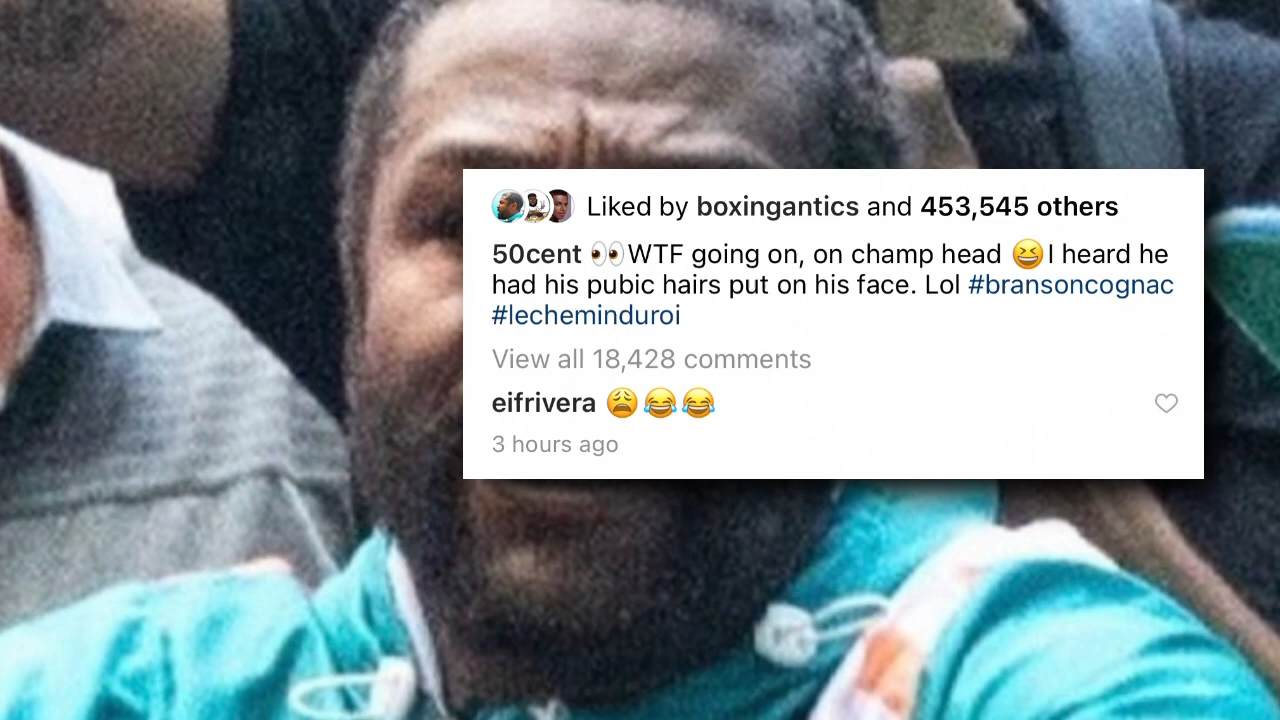 Liked by boxingantics and 453,545 others
50cent 👀WTF going on, on champ head 😆I heard he
had his pubic hairs put on his face. Lol #bransoncognac
#lecheminduroi
View all 18,428 comments
eifrivera 😩😂😂
3 hours ago